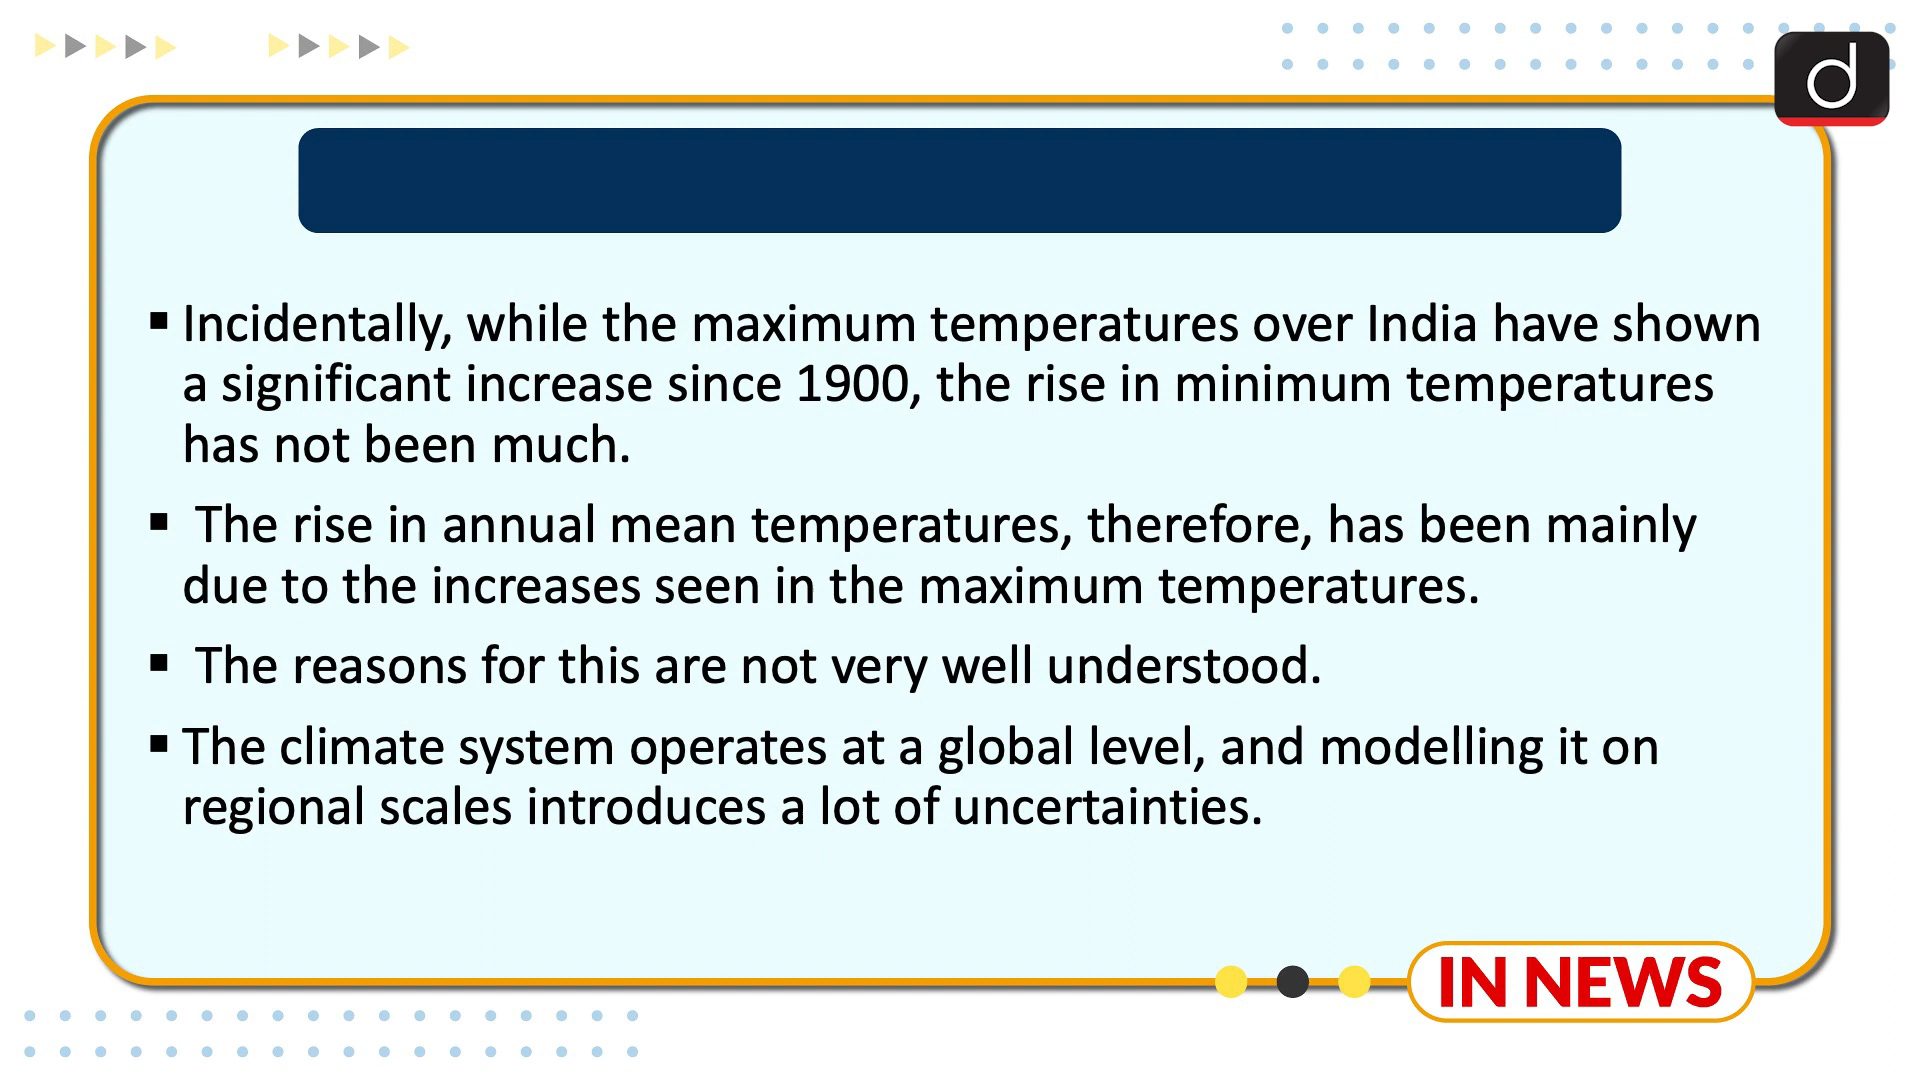 d
▪ Incidentally, while the maximum temperatures over India have shown
a significant increase since 1900, the rise in minimum temperatures
has not been much.
▪ The rise in annual mean temperatures, therefore, has been mainly
due to the increases seen in the maximum temperatures.
▪ The reasons for this are not very well understood.
▪ The climate system operates at a global level, and modelling it on
regional scales introduces a lot of uncertainties.
IN NEWS